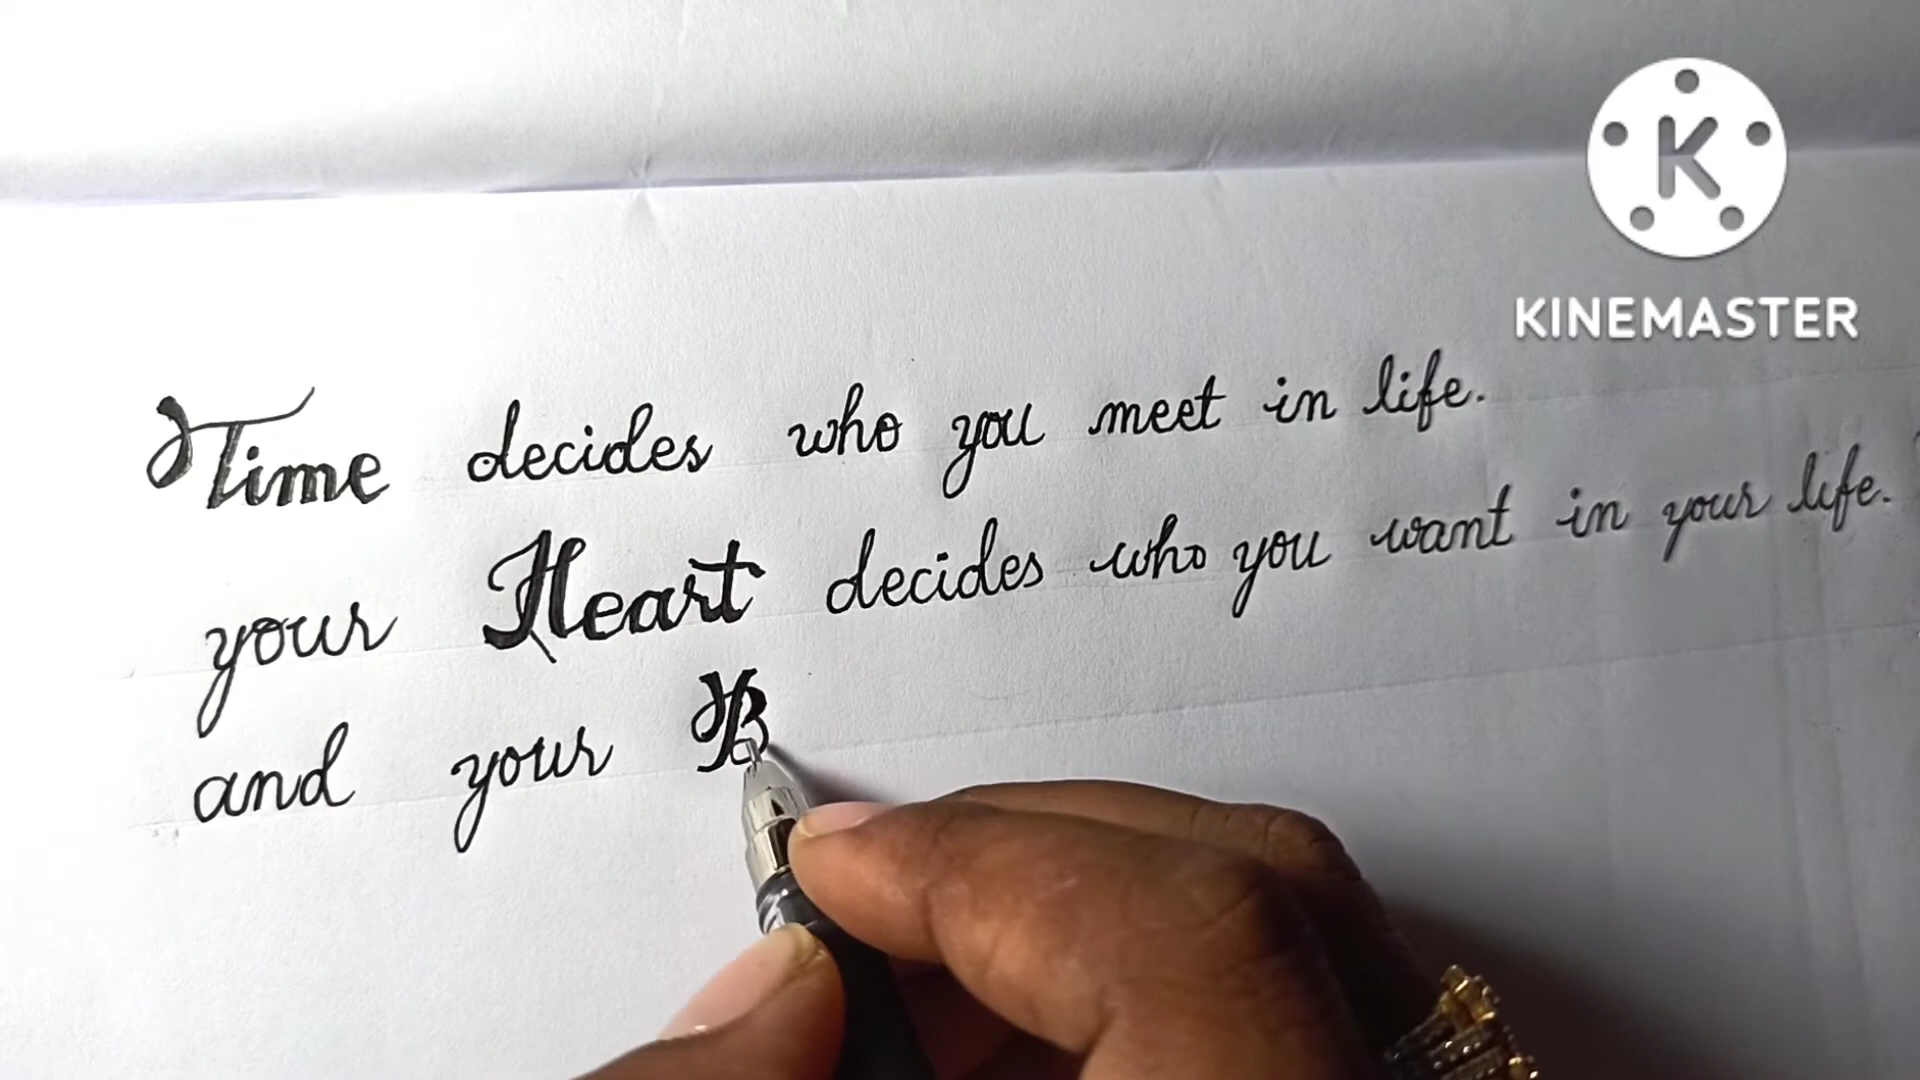 K
KINEMASTER
Time decides who you meet in life.
your Heart decides who you want in your life.
and your B